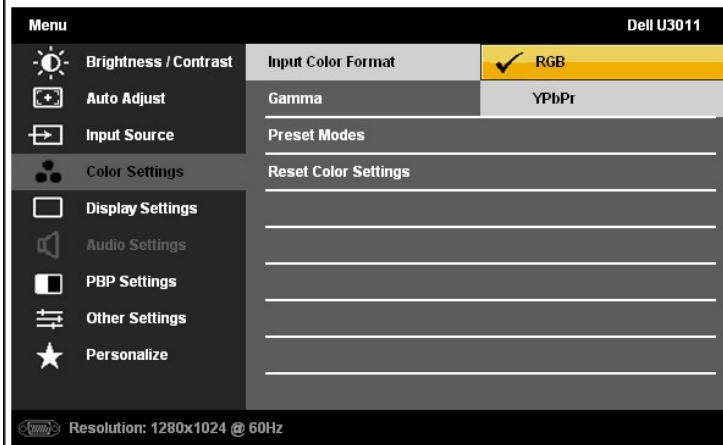 Menu Dell U3011
Brightness / Contrast Input Color Format RGB
Auto Adjust Gamma YPbPr
Input Source Preset Modes
Color Settings Reset Color Settings
Display Settings
Audio Settings
PBP Settings
Other Settings
Personalize
Resolution: 1280x1024 @ 60Hz